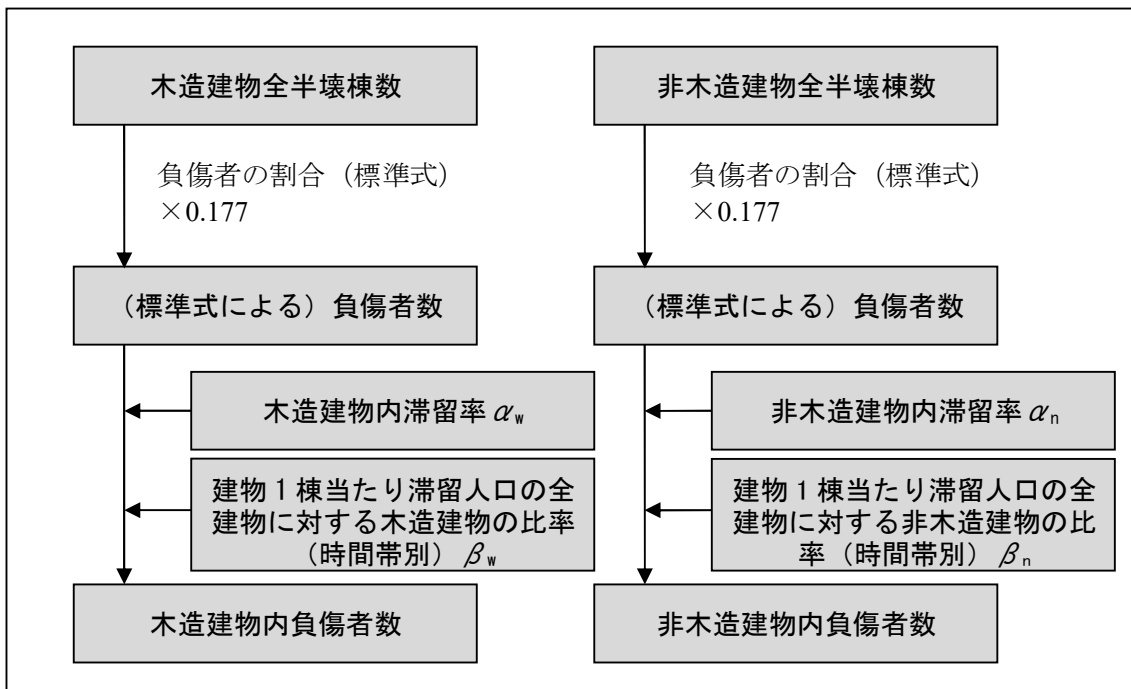 木造建物全半壊棟数
負傷者の割合（標準式）
×0.177
（標準式による）負傷者数
木造建物内滞留率αw
建物１棟当たり滞留人口の全
建物に対する木造建物の比率
（時間帯別）βw
木造建物内負傷者数
非木造建物全半壊棟数
負傷者の割合（標準式）
×0.177
（標準式による）負傷者数
非木造建物内滞留率αn
建物１棟当たり滞留人口の全
建物に対する非木造建物の比
率（時間帯別）βn
非木造建物内負傷者数